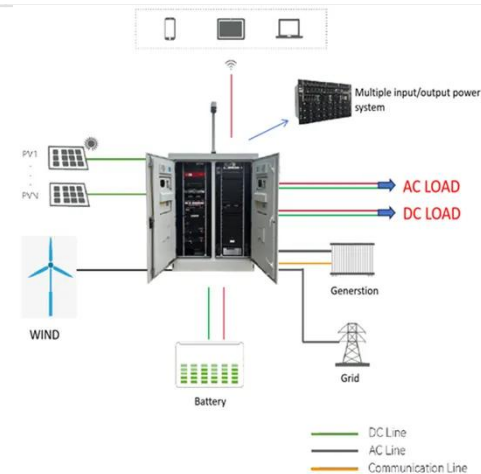 Multiple input/output power
system
PV1
PVN
AC LOAD
DC LOAD
Generstion
WIND
Grid
Battery
DC Line
AC Line
Communication Line